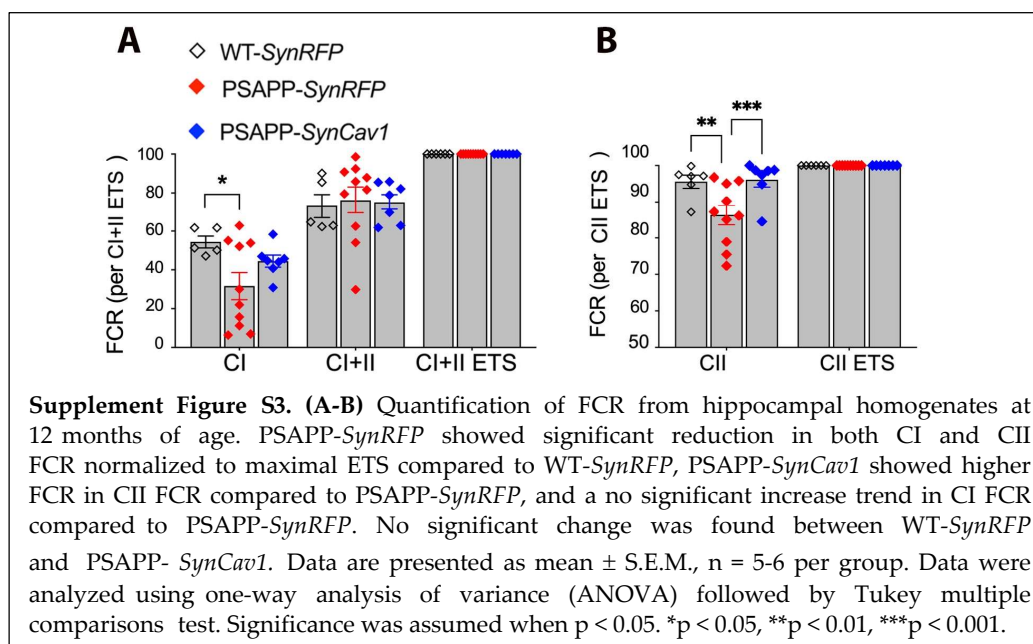 A
B
WT-SynRFP
PSAPP-SynRFP
PSAPP-SynCav1
FCR (per CI+II ETS )
100
80
60
40
20
0
*
CI
CI+II
CI+II ETS
FCR (per CII ETS )
100
90
80
70
60
50
**
***
CII
CII ETS
Supplement Figure S3. (A-B) Quantification of FCR from hippocampal homogenates at
12 months of age. PSAPP-SynRFP showed significant reduction in both CI and CII
FCR normalized to maximal ETS compared to WT-SynRFP, PSAPP-SynCav1 showed higher
FCR in CII FCR compared to PSAPP-SynRFP, and a no significant increase trend in CI FCR
compared to PSAPP-SynRFP. No significant change was found between WT-SynRFP
and PSAPP- SynCav1. Data are presented as mean ± S.E.M., n = 5-6 per group. Data were
analyzed using one-way analysis of variance (ANOVA) followed by Tukey multiple
comparisons test. Significance was assumed when p < 0.05. *p < 0.05, **p < 0.01, ***p < 0.001.